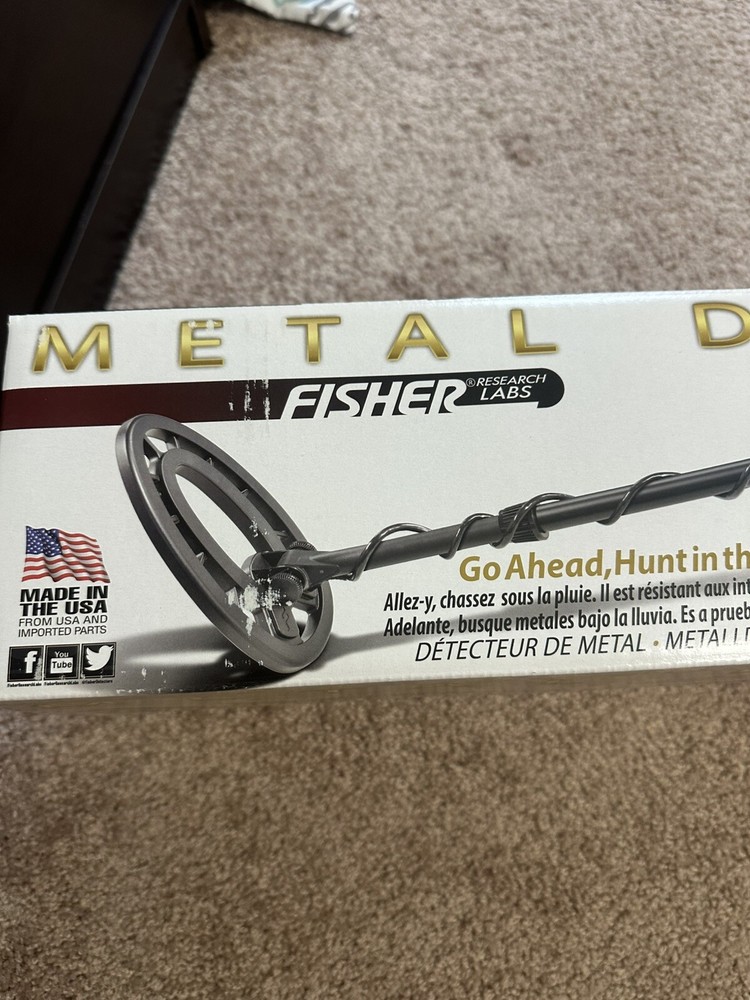 METAL D
FISHER® RESEARCH
LABS
Go Ahead, Hunt in th
Allez-y, chassez sous la pluie. Il est résistant aux int
Adelante, busque metales bajo la lluvia. Es a prueb
DÉTECTEUR DE METAL • METALL
MADE IN
THE USA
FROM USA AND
IMPORTED PARTS
f
You
Tube